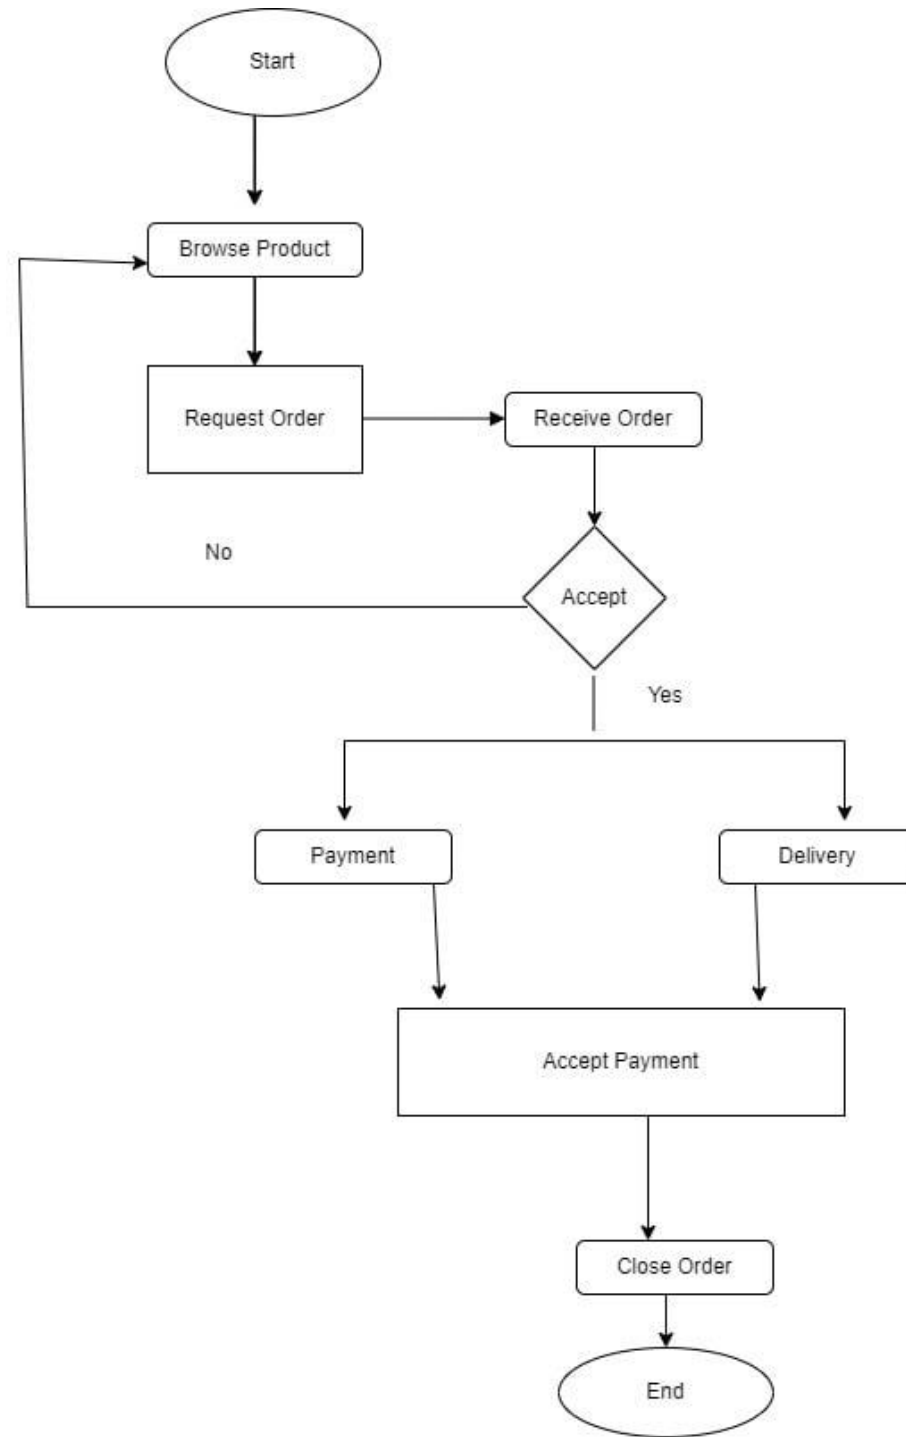 Start
Browse Product
Request Order
Receive Order
No
Accept
Yes
Payment
Delivery
Accept Payment
Close Order
End